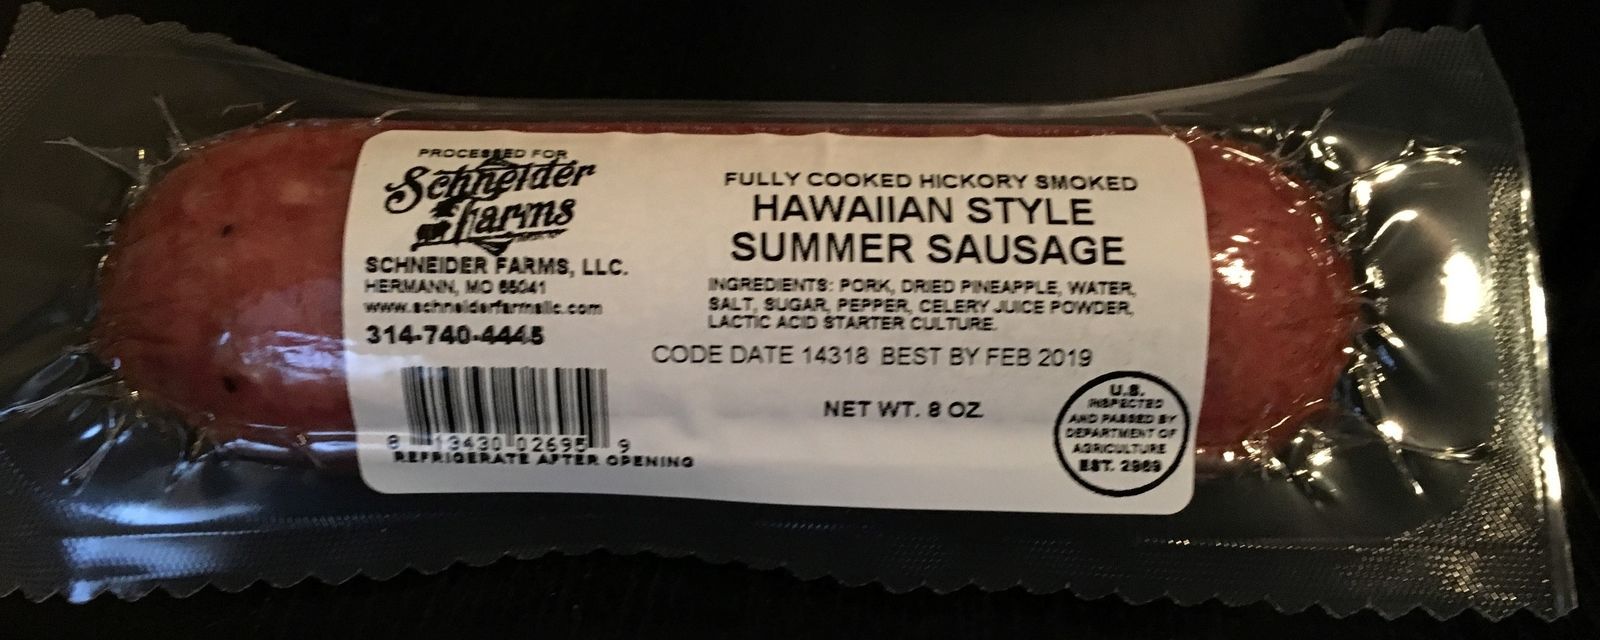 PROCESSED FOR
Schneider
Farms
SCHNEIDER FARMS, LLC.
HERMANN, MO 65041
www.schneiderfarmsllc.com
314-740-4445
8 13430 02695 9
REFRIGERATE AFTER OPENING
FULLY COOKED HICKORY SMOKED
HAWAIIAN STYLE
SUMMER SAUSAGE
INGREDIENTS: PORK, DRIED PINEAPPLE, WATER,
SALT, SUGAR, PEPPER, CELERY JUICE POWDER,
LACTIC ACID STARTER CULTURE.
CODE DATE 14318 BEST BY FEB 2019
NET WT. 8 OZ.
U.S.
INSPECTED
AND PASSED BY
DEPARTMENT OF
AGRICULTURE
EST. 2969